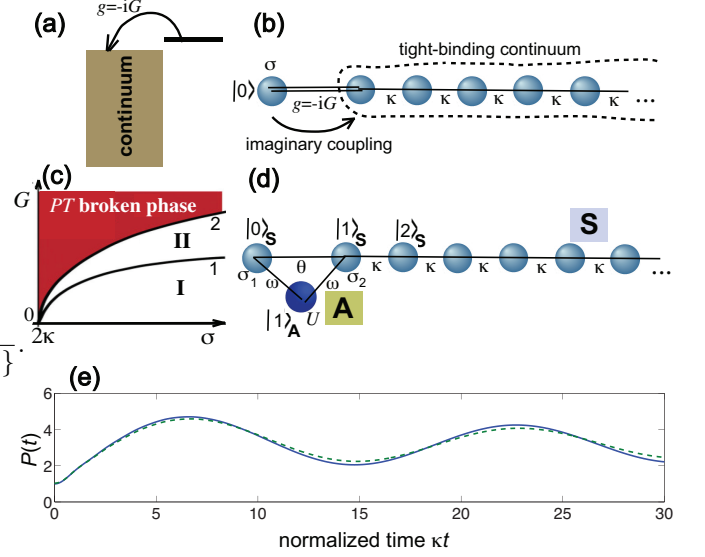 (a)
g=-iG
continuum
(b)
tight-binding continuum
σ
|0⟩
g=-iG
κ κ κ κ κ ...
imaginary coupling
(c)
G
PT broken phase
2
II
1
I
0
2κ
σ
}.
(d)
|0⟩S |1⟩S |2⟩S
S
σ1 θ σ2 κ κ κ κ κ ...
ω ω
|1⟩A U
A
(e)
P(t)
6
4
2
0
0 5 10 15 20 25 30
normalized time κt